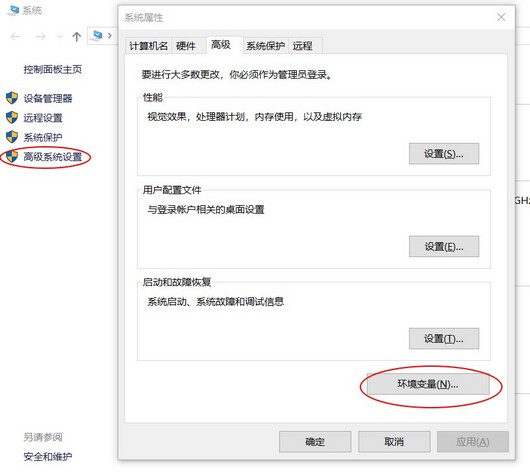 系统
系统属性
控制面板主页
设备管理器
远程设置
系统保护
高级系统设置
计算机名 硬件 高级 系统保护 远程
要进行大多数更改，你必须作为管理员登录。
性能
视觉效果，处理器计划，内存使用，以及虚拟内存
设置(S)...
用户配置文件
与登录帐户相关的桌面设置
设置(E)...
启动和故障恢复
系统启动、系统故障和调试信息
设置(T)...
环境变量(N)...
确定 取消 应用(A)
GHz
另请参阅
安全和维护